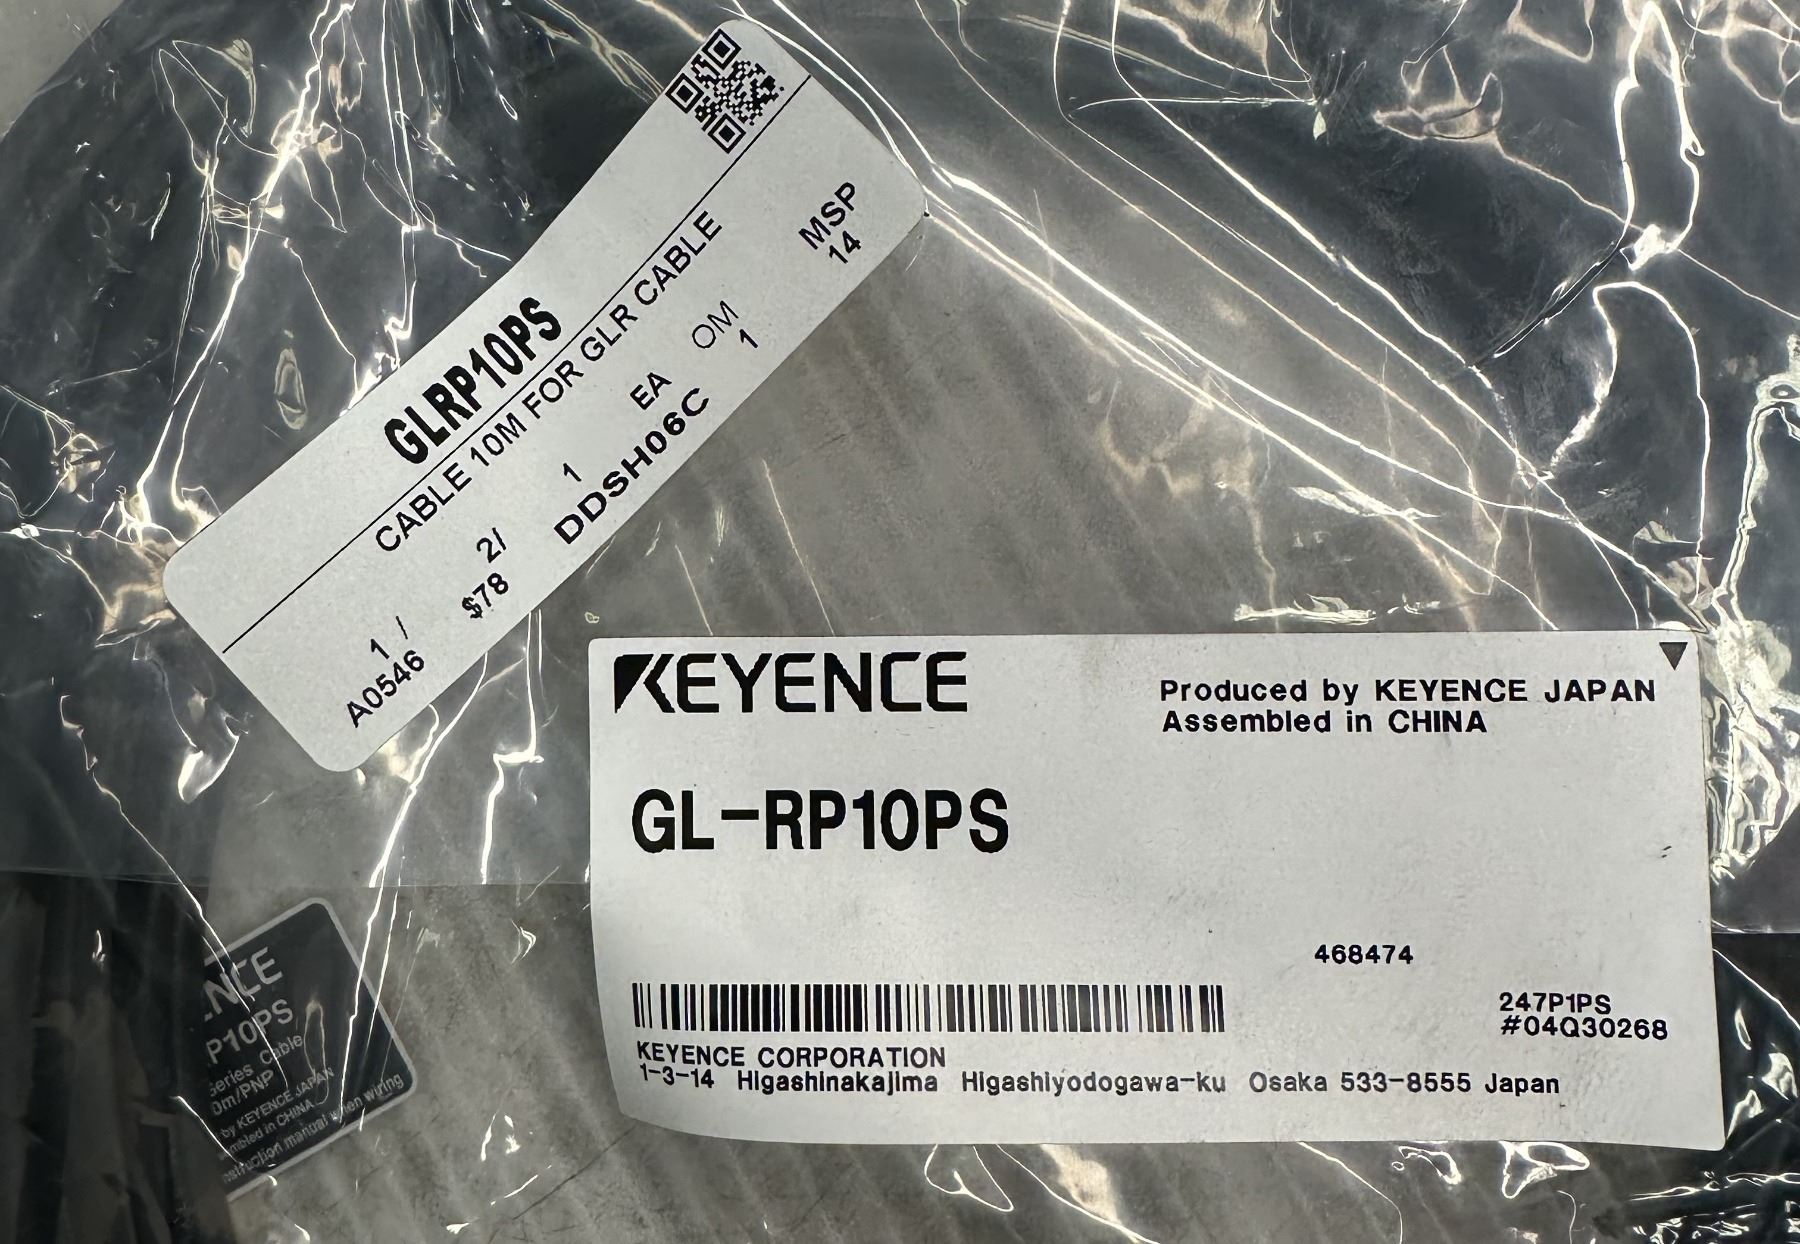 GLRP10PS
CABLE 10M FOR GLR CABLE
MSP
14
1 / 2/ 1 EA OM
A0546 $78 DDSH06C 1
KEYENCE
Produced by KEYENCE JAPAN
Assembled in CHINA
GL-RP10PS
468474
247P1PS
#04Q30268
KEYENCE CORPORATION
1-3-14 Higashinakajima Higashiyodogawa-ku Osaka 533-8555 Japan
NCE
P10PS
Series Cable
0m/PNP
by KEYENCE JAPAN
mbled in CHINA
nstruction manual when wiring